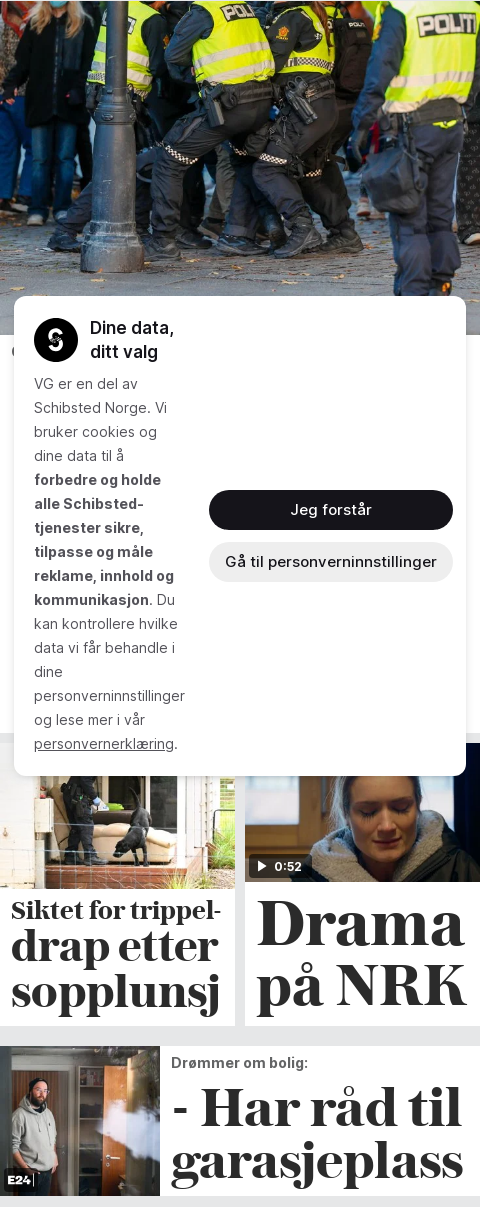 POLITI
POLITI
POLITI
Dine data,
ditt valg
VG er en del av
Schibsted Norge. Vi
bruker cookies og
dine data til å
forbedre og holde
alle Schibsted-
tjenester sikre,
tilpasse og måle
reklame, innhold og
kommunikasjon. Du
kan kontrollere hvilke
data vi får behandle i
dine
personverninnstillinger
og lese mer i vår
personvernerklæring.
Jeg forstår
Gå til personverninnstillinger
0:52
Siktet for trippel-
drap etter
sopplunsj
Drama
på NRK
Drømmer om bolig:
- Har råd til
garasjeplass
E24